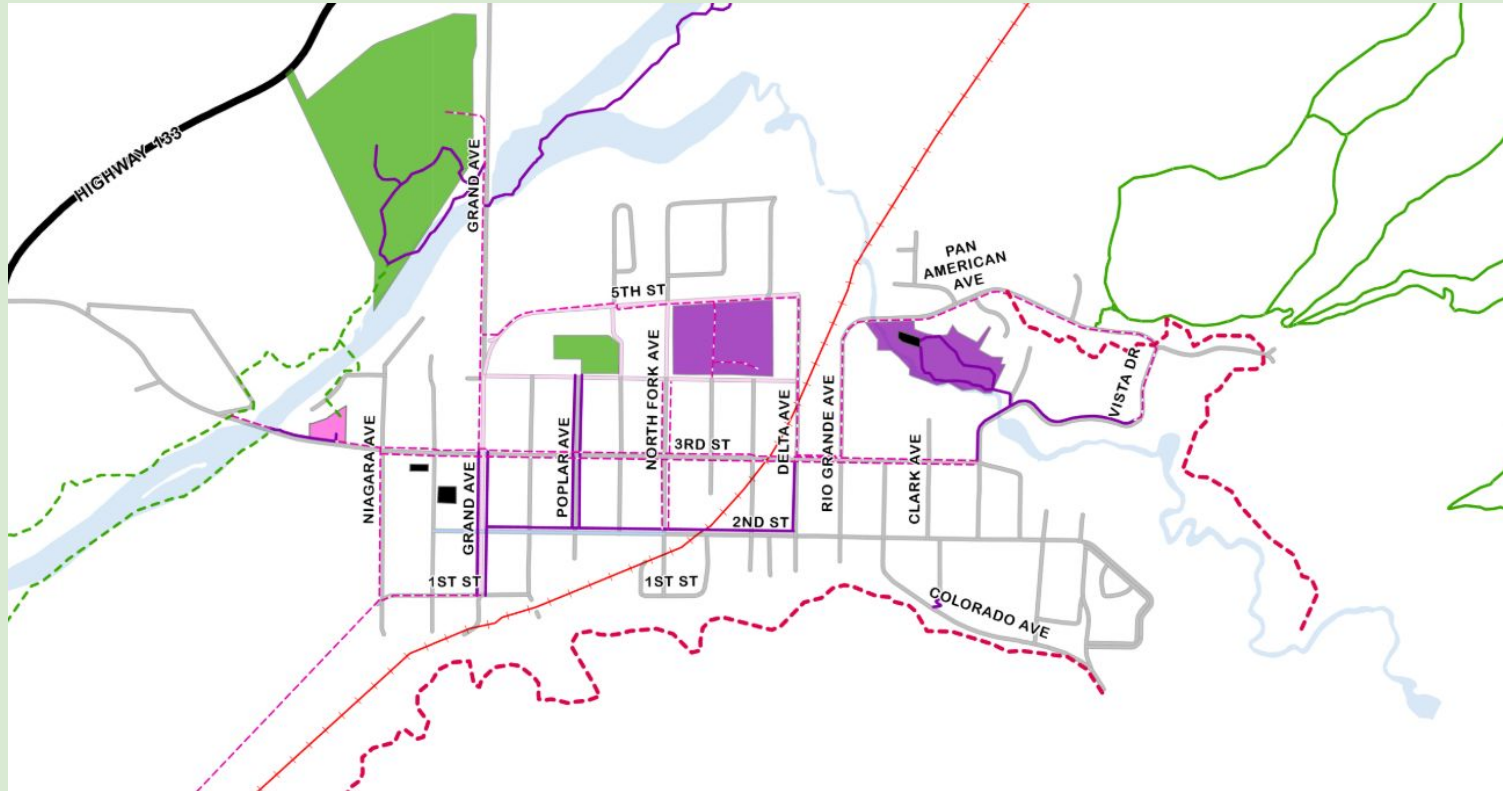 HIGHWAY 133
GRAND AVE
PAN
AMERICAN
AVE
5TH ST
NORTH FORK AVE
VISTA DR
DELTA AVE
RIO GRANDE AVE
3RD ST
NIAGARA AVE
GRAND AVE
POPLAR AVE
CLARK AVE
2ND ST
1ST ST
1ST ST
COLORADO AVE